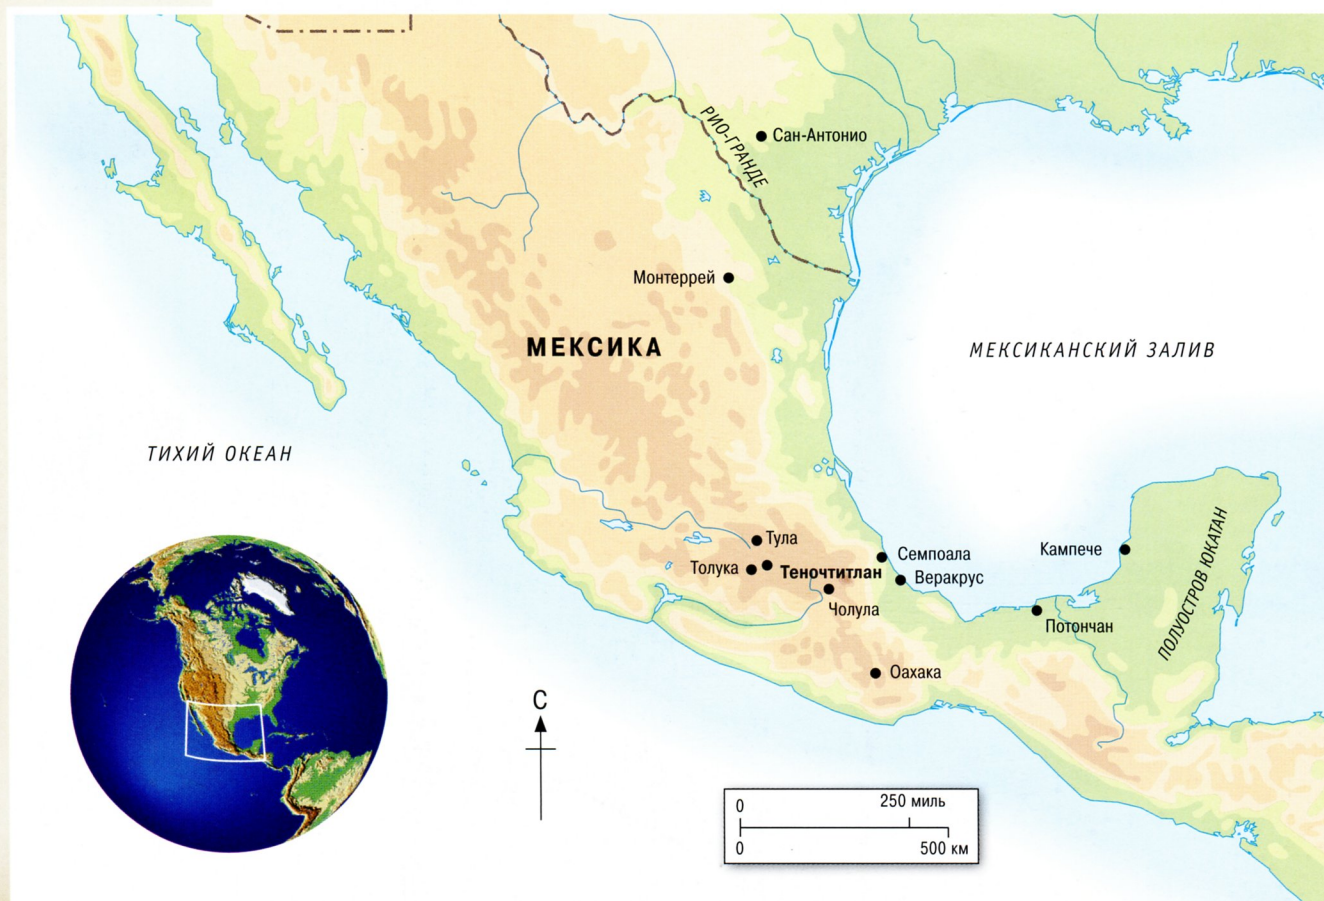 РИО-ГРАНДЕ
Сан-Антонио
Монтеррей
МЕКСИКА
МЕКСИКАНСКИЙ ЗАЛИВ
ТИХИЙ ОКЕАН
Тула
Толука
Теночтитлан
Семпоала
Веракрус
Чолула
Кампече
Потончан
ПОЛУОСТРОВ ЮКАТАН
Оахака
С
0 250 миль
0 500 км